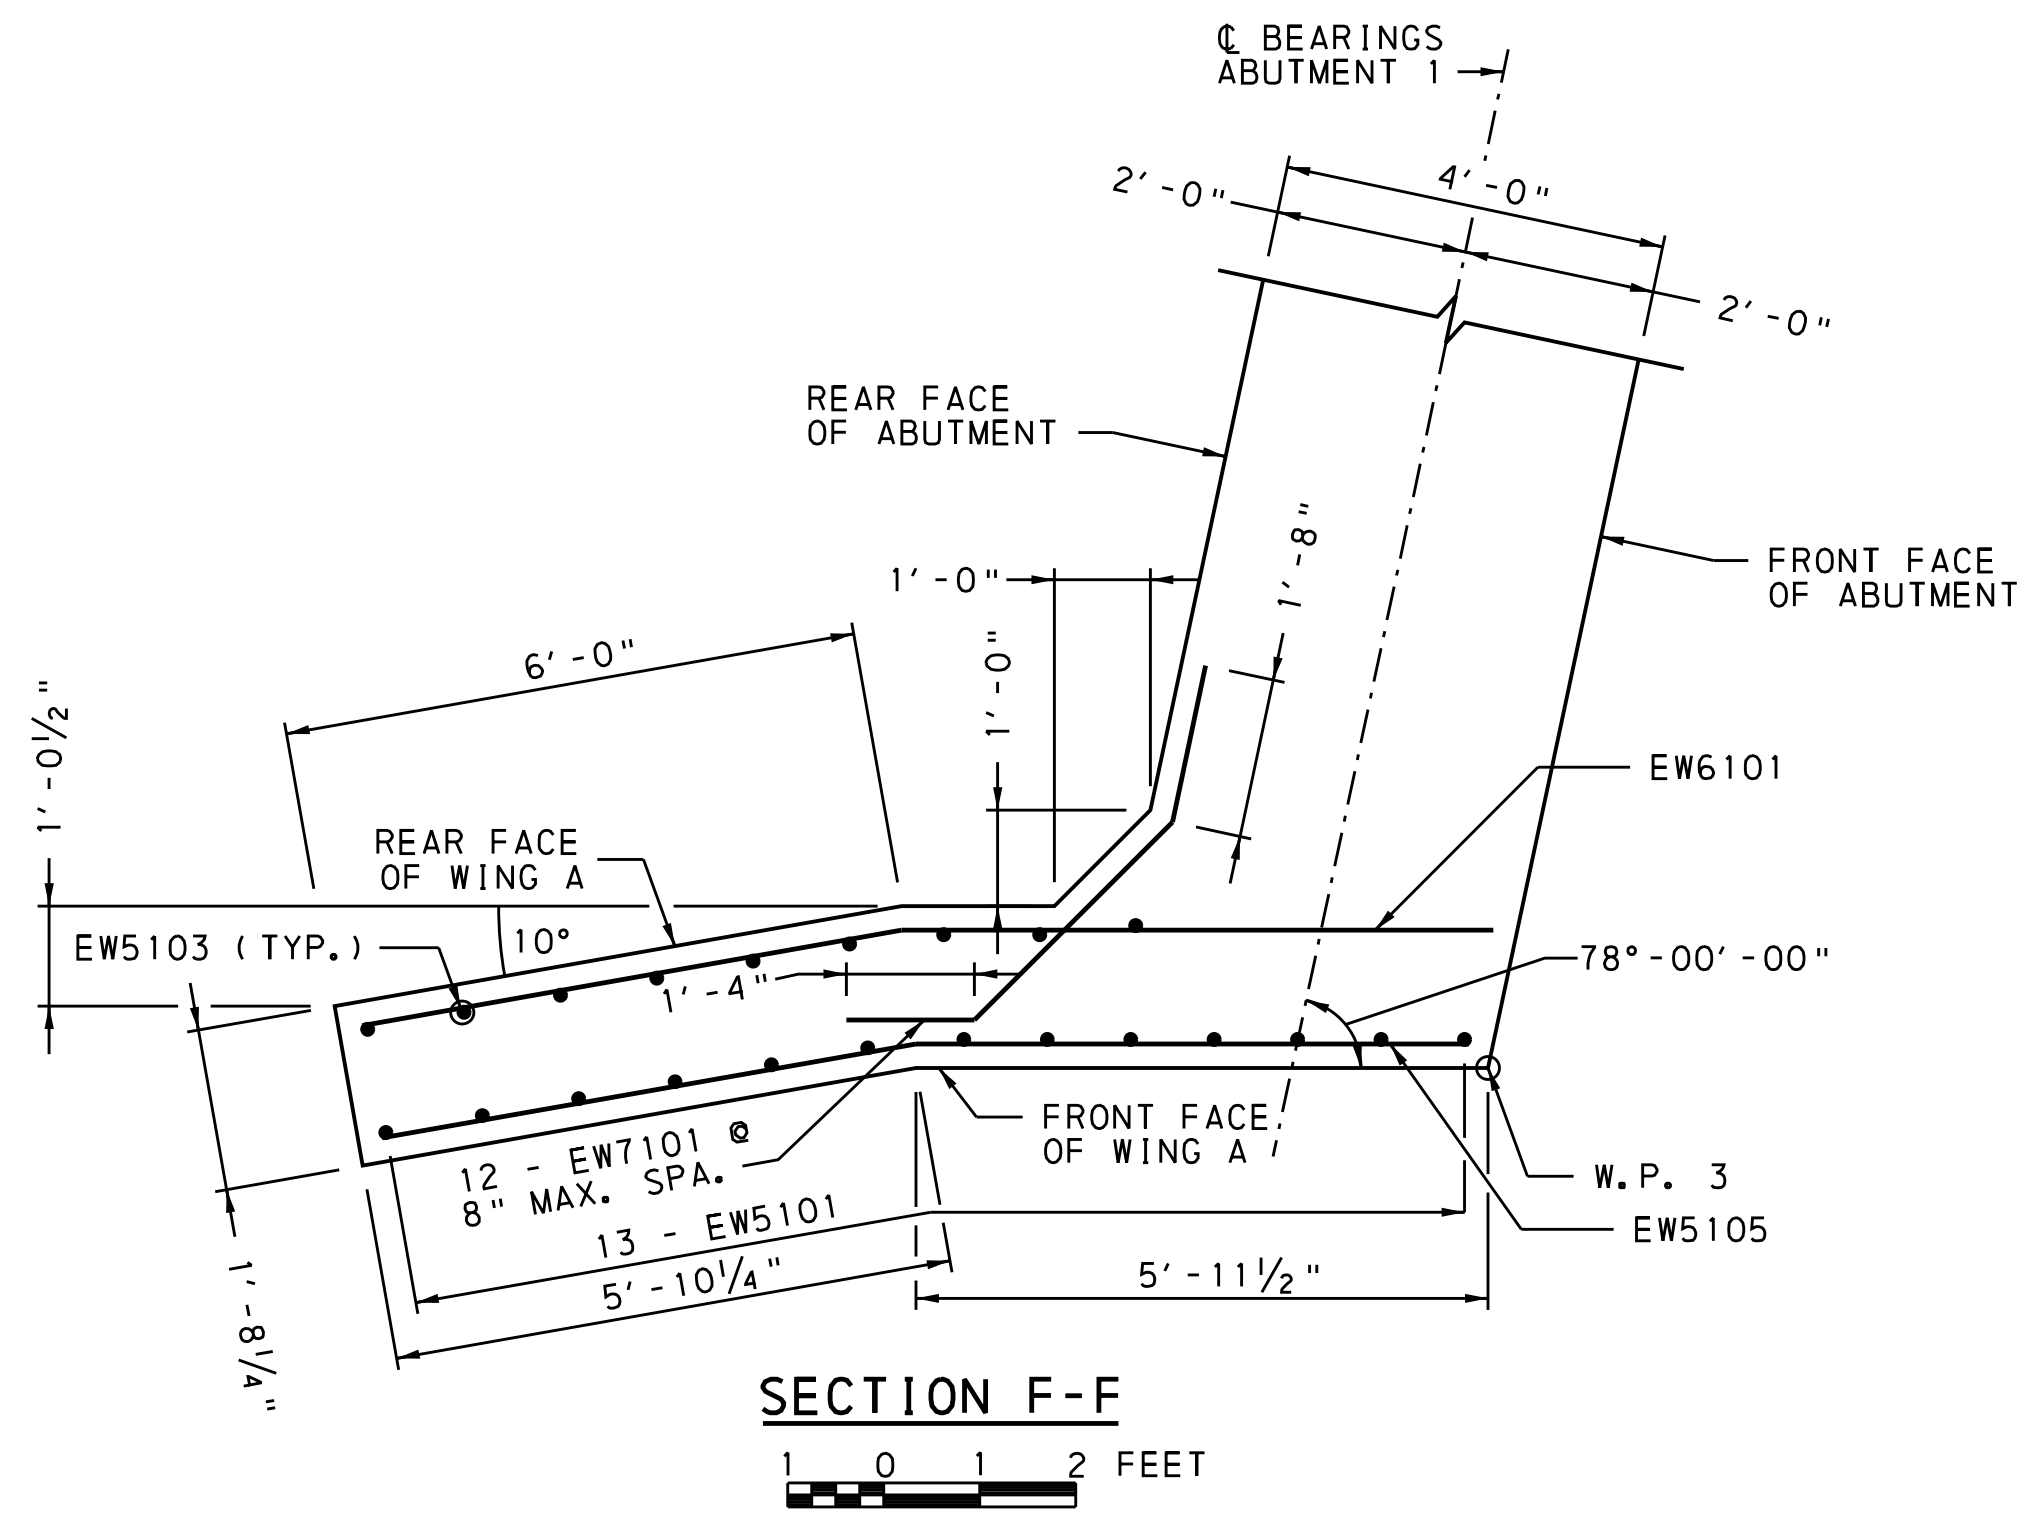 ℄ BEARINGS
ABUTMENT 1
4'-0"
2'-0"
2'-0"
REAR FACE
OF ABUTMENT
1'-8"
FRONT FACE
OF ABUTMENT
1'-0"
6'-0"
1'-0"
1'-0½"
EW6101
REAR FACE
OF WING A
EW5103 (TYP.)
10°
78°-00'-00"
1'-4"
FRONT FACE
OF WING A
12 - EW7101 @
8" MAX. SPA.
W.P. 3
13 - EW5101
EW5105
5'-10¼"
5'-11½"
1'-8¼"
SECTION F-F
1 0 1 2 FEET